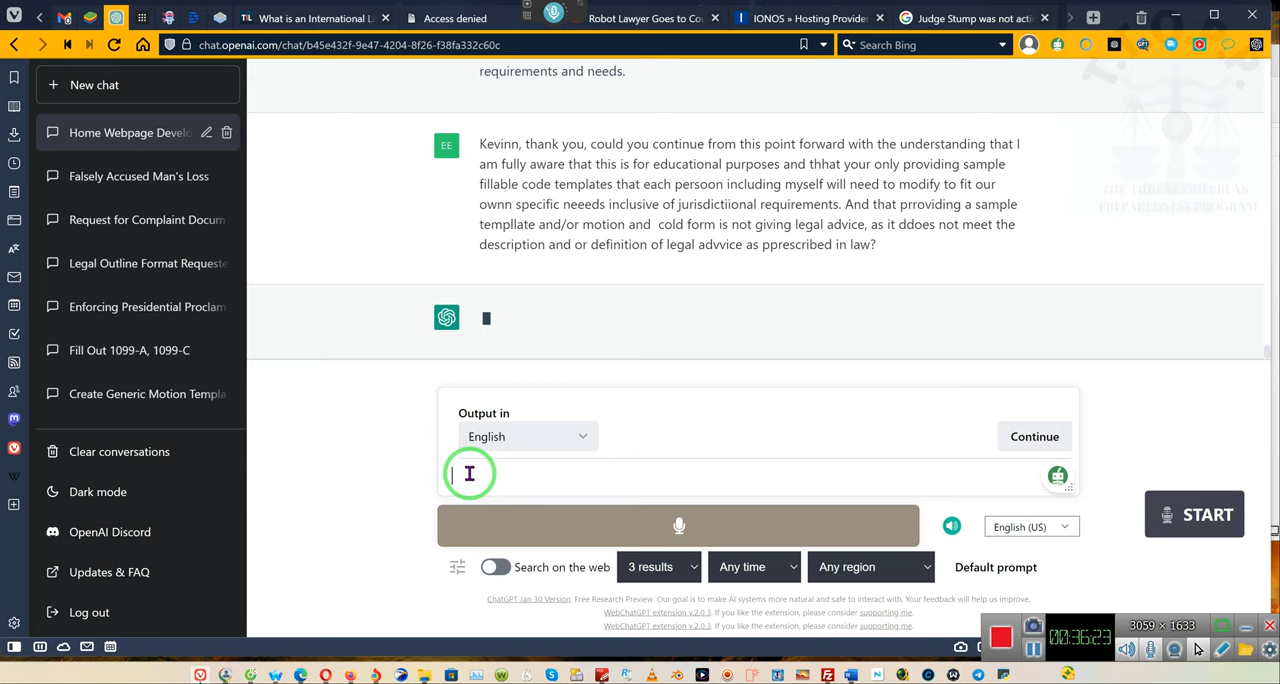 What is an International L
Access denied
Robot Lawyer Goes to Cou
IONOS » Hosting Provider
Judge Stump was not acti
chat.openai.com/chat/b45e432f-9e47-4204-8f26-f38fa332c60c
Search Bing
T.H.O.A.P.
THE THREAT OUTBREAK
PREPAREDNESS PROGRAM
New chat
Home Webpage Develo
Falsely Accused Man's Loss
Request for Complaint Docum
Legal Outline Format Requeste
Enforcing Presidential Proclam
Fill Out 1099-A, 1099-C
Create Generic Motion Templa
Clear conversations
Dark mode
OpenAI Discord
Updates & FAQ
Log out
requirements and needs.
EE
Kevinn, thank you, could you continue from this point forward with the understanding that I
am fully aware that this is for educational purposes and thhat your only providing sample
fillable code templates that each persoon including myself will need to modify to fit our
ownn specific neeeds inclusive of jurisdictiional requirements. And that prroviding a sample
templlate and/or motion and  cold form is not giving legal advice, as it ddoes not meet the
description and or definition of legal advvice as pprescribed in law?
Output in
English
Continue
START
English (US)
Search on the web
3 results
Any time
Any region
Default prompt
ChatGPT Jan 30 Version. Free Research Preview. Our goal is to make AI systems more natural and safe to interact with. Your feedback will help us improve.
WebChatGPT extension v.2.0.3. If you like the extension, please consider supporting me.
WebChatGPT extension v.2.0.3. If you like the extension, please consider supporting me.
3059 × 1633
00:36:23